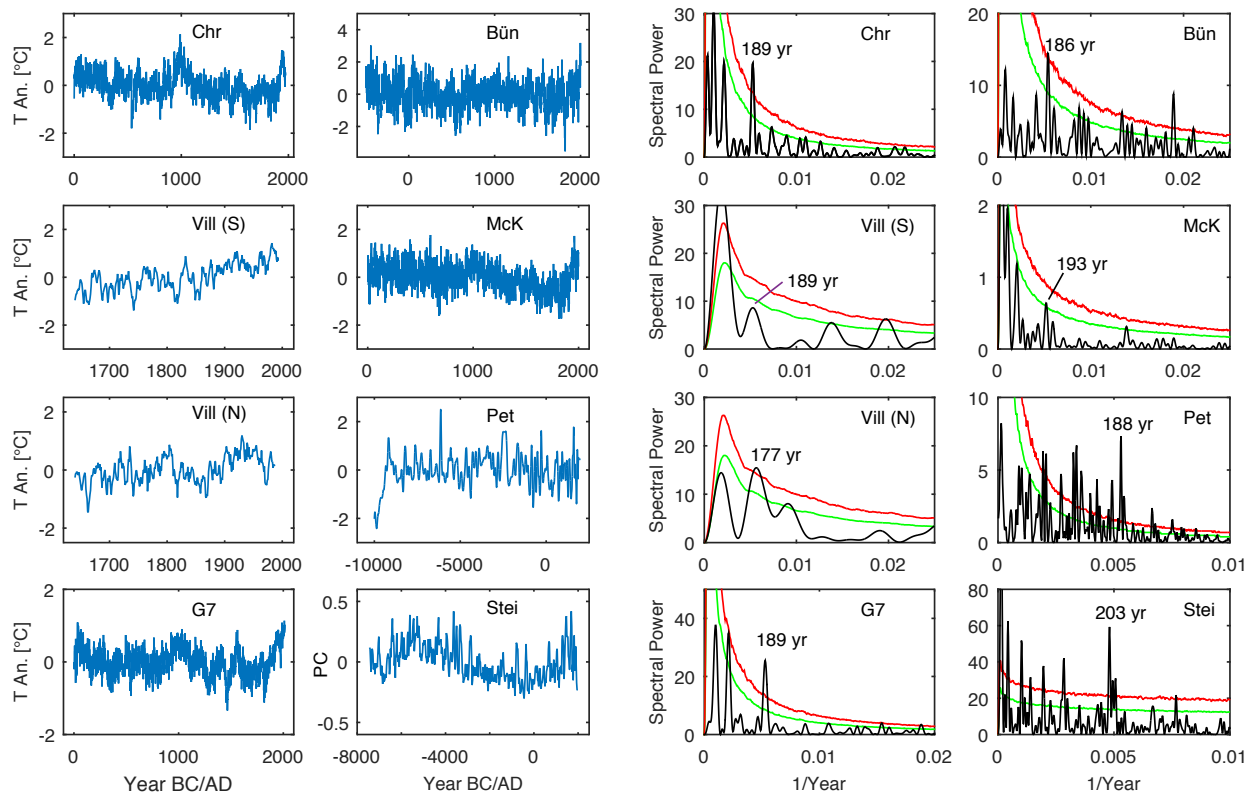 Chr
T An. [°C]
2
0
-2
0
1000
2000
Bün
4
2
0
-2
0
1000
2000
Chr
189 yr
Spectral Power
30
20
10
0
0
0.01
0.02
Bün
186 yr
20
10
0
0
0.01
0.02
Vill (S)
T An. [°C]
2
0
-2
1700
1800
1900
2000
McK
2
0
-2
0
1000
2000
Vill (S)
189 yr
Spectral Power
30
20
10
0
0
0.01
0.02
McK
193 yr
2
1
0
0
0.01
0.02
Vill (N)
T An. [°C]
2
0
-2
1700
1800
1900
2000
Pet
2
0
-2
-10000
-5000
0
Vill (N)
177 yr
Spectral Power
30
20
10
0
0
0.01
0.02
Pet
188 yr
10
5
0
0
0.005
0.01
G7
T An. [°C]
2
0
-2
0
1000
2000
Year BC/AD
Stei
PC
0.5
0
-0.5
-8000
-4000
0
Year BC/AD
G7
189 yr
Spectral Power
40
20
0
0
0.01
0.02
1/Year
Stei
203 yr
80
60
40
20
0
0
0.005
0.01
1/Year